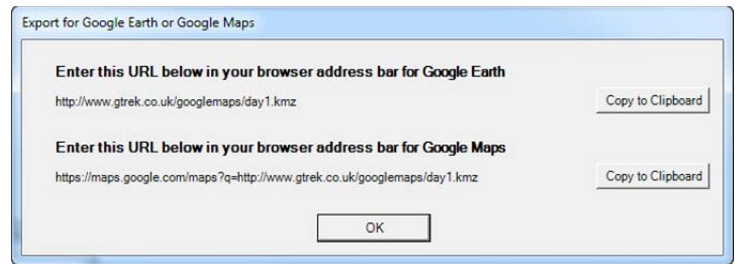 Export for Google Earth or Google Maps
Enter this URL below in your browser address bar for Google Earth
http://www.gtrek.co.uk/googlemaps/day1.kmz
Copy to Clipboard
Enter this URL below in your browser address bar for Google Maps
https://maps.google.com/maps?q=http://www.gtrek.co.uk/googlemaps/day1.kmz
Copy to Clipboard
OK